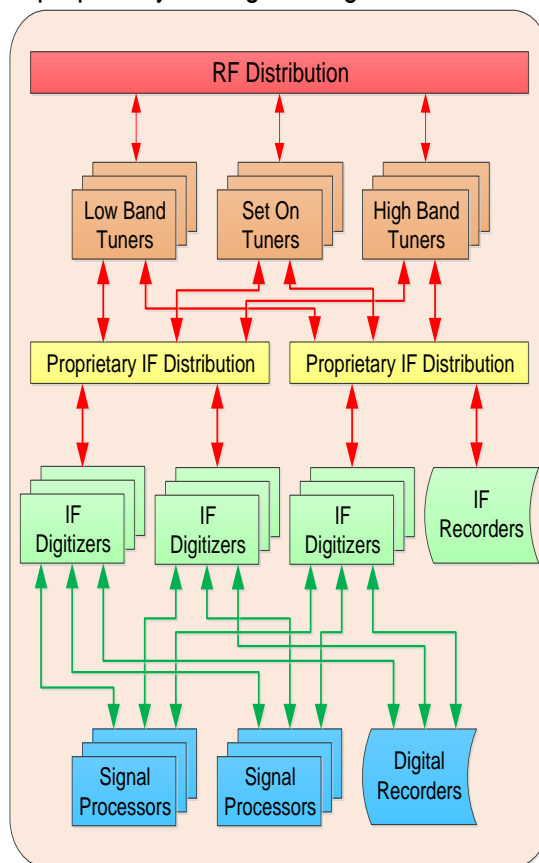 RF Distribution
Low Band
Tuners
Set On
Tuners
High Band
Tuners
Proprietary IF Distribution
Proprietary IF Distribution
IF
Digitizers
IF
Digitizers
IF
Digitizers
IF
Recorders
Signal
Processors
Signal
Processors
Digital
Recorders